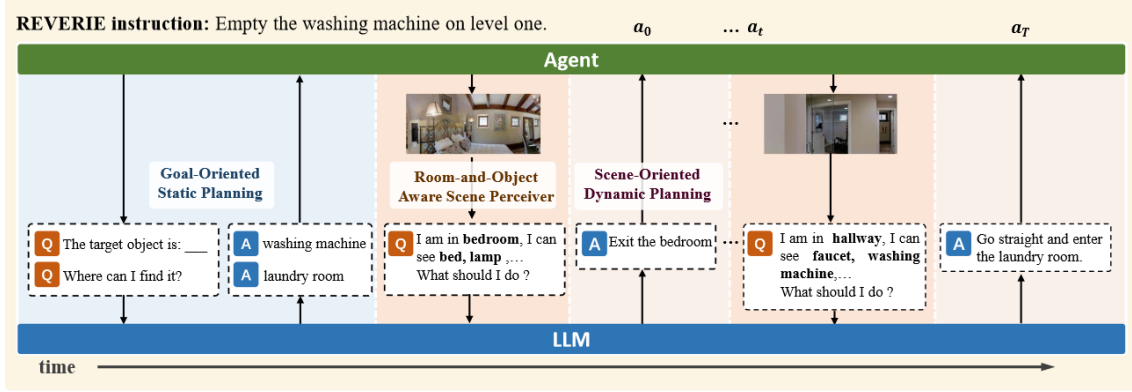 REVERIE instruction: Empty the washing machine on level one.
a0 ... at aT
Agent
Goal-Oriented
Static Planning
Room-and-Object
Aware Scene Perceiver
Scene-Oriented
Dynamic Planning
...
Q The target object is: ___
Q Where can I find it?
A washing machine
A laundry room
Q I am in bedroom, I can
see bed, lamp ,...
What should I do ?
A Exit the bedroom
...
Q I am in hallway, I can
see faucet, washing
machine,...
What should I do ?
A Go straight and enter
the laundry room.
LLM
time